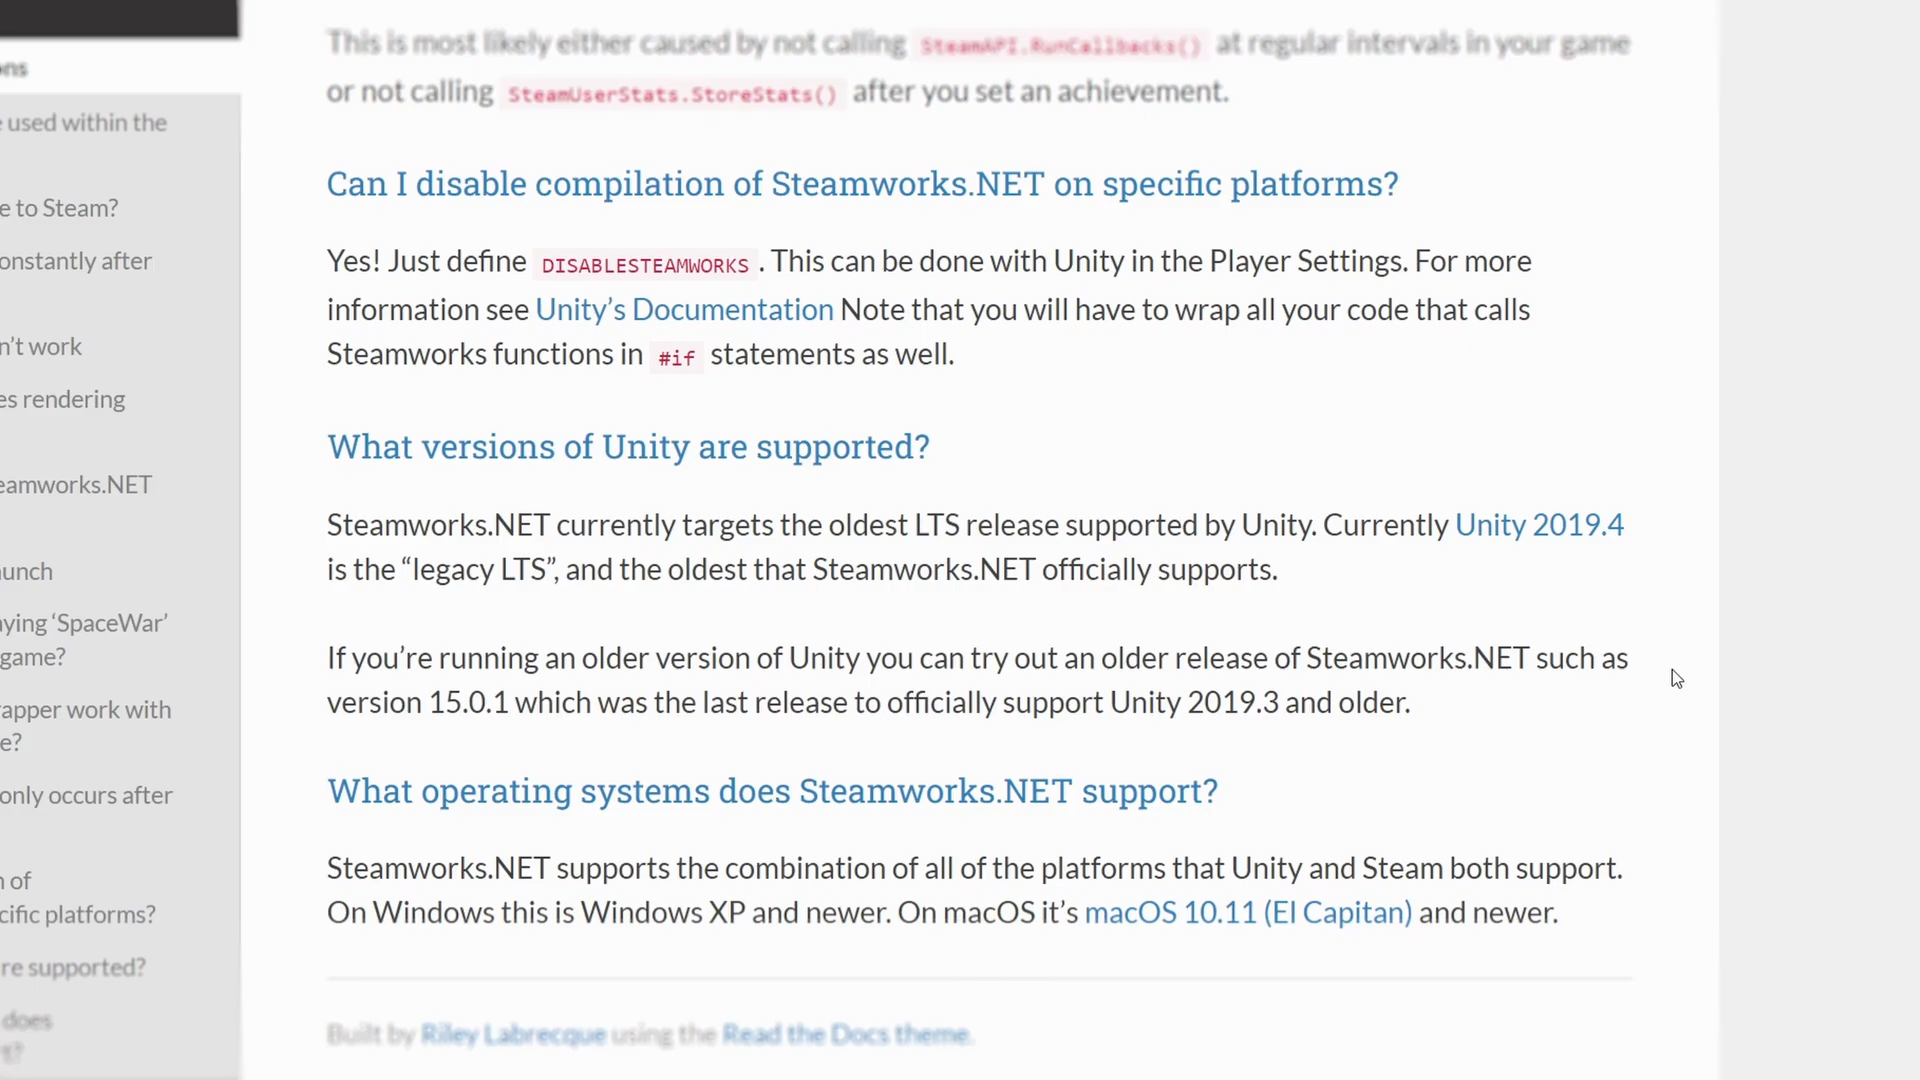 ons
This is most likely either caused by not calling SteamAPI.RunCallbacks() at regular intervals in your game
or not calling SteamUserStats.StoreStats() after you set an achievement.
used within the
e to Steam?
onstantly after
n't work
es rendering
eamworks.NET
unch
aying 'SpaceWar'
game?
apper work with
e?
only occurs after
n of
cific platforms?
re supported?
does
Can I disable compilation of Steamworks.NET on specific platforms?
Yes! Just define DISABLESTEAMWORKS . This can be done with Unity in the Player Settings. For more
information see Unity’s Documentation Note that you will have to wrap all your code that calls
Steamworks functions in #if statements as well.
What versions of Unity are supported?
Steamworks.NET currently targets the oldest LTS release supported by Unity. Currently Unity 2019.4
is the “legacy LTS”, and the oldest that Steamworks.NET officially supports.
If you’re running an older version of Unity you can try out an older release of Steamworks.NET such as
version 15.0.1 which was the last release to officially support Unity 2019.3 and older.
What operating systems does Steamworks.NET support?
Steamworks.NET supports the combination of all of the platforms that Unity and Steam both support.
On Windows this is Windows XP and newer. On macOS it’s macOS 10.11 (El Capitan) and newer.
Built by Riley Labrecque using the Read the Docs theme.